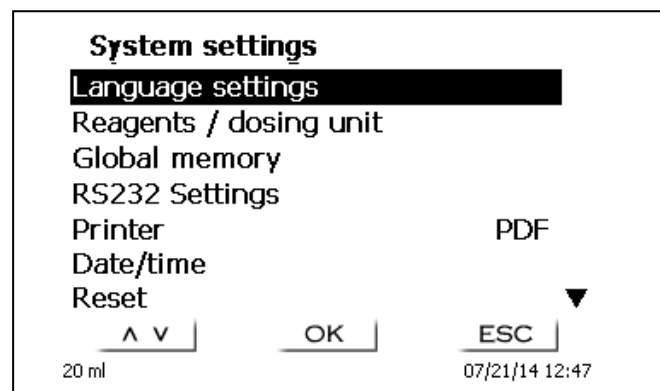 System settings
Language settings
Reagents / dosing unit
Global memory
RS232 Settings
Printer PDF
Date/time
Reset ▼
∧ ∨ OK ESC
20 ml 07/21/14 12:47